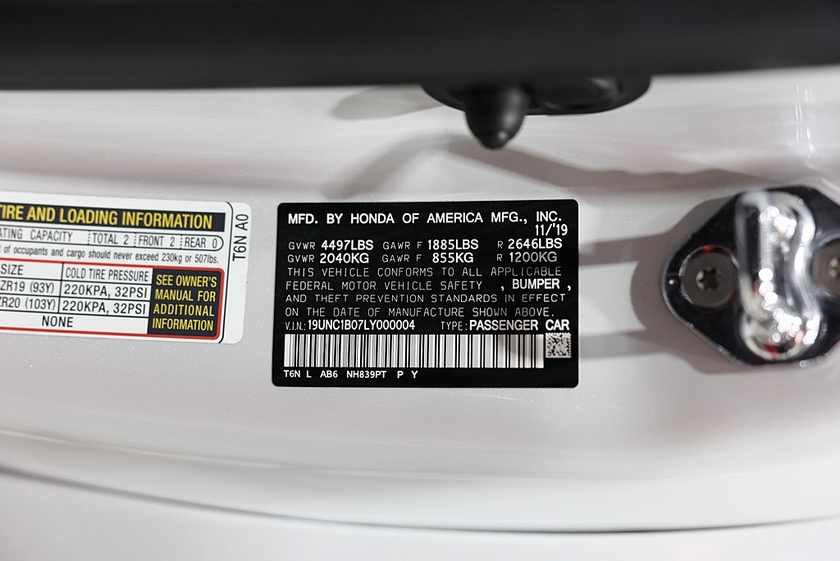 TIRE AND LOADING INFORMATION
ATING CAPACITY TOTAL 2 FRONT 2 REAR 0
t of occupants and cargo should never exceed 230kg or 507lbs.
SIZE COLD TIRE PRESSURE
ZR19 (93Y) 220KPA, 32PSI
ZR20 (103Y) 220KPA, 32PSI
NONE
SEE OWNER'S
MANUAL FOR
ADDITIONAL
INFORMATION
T6N A0
MFD. BY HONDA OF AMERICA MFG., INC.
11/'19
GVWR 4497LBS GAWR F 1885LBS R 2646LBS
GVWR 2040KG GAWR F 855KG R 1200KG
THIS VEHICLE CONFORMS TO ALL APPLICABLE
FEDERAL MOTOR VEHICLE SAFETY , BUMPER ,
AND THEFT PREVENTION STANDARDS IN EFFECT
ON THE DATE OF MANUFACTURE SHOWN ABOVE.
V.I.N.: 19UNC1B07LY000004 TYPE: PASSENGER CAR
T6N L AB6 NH839PT P Y